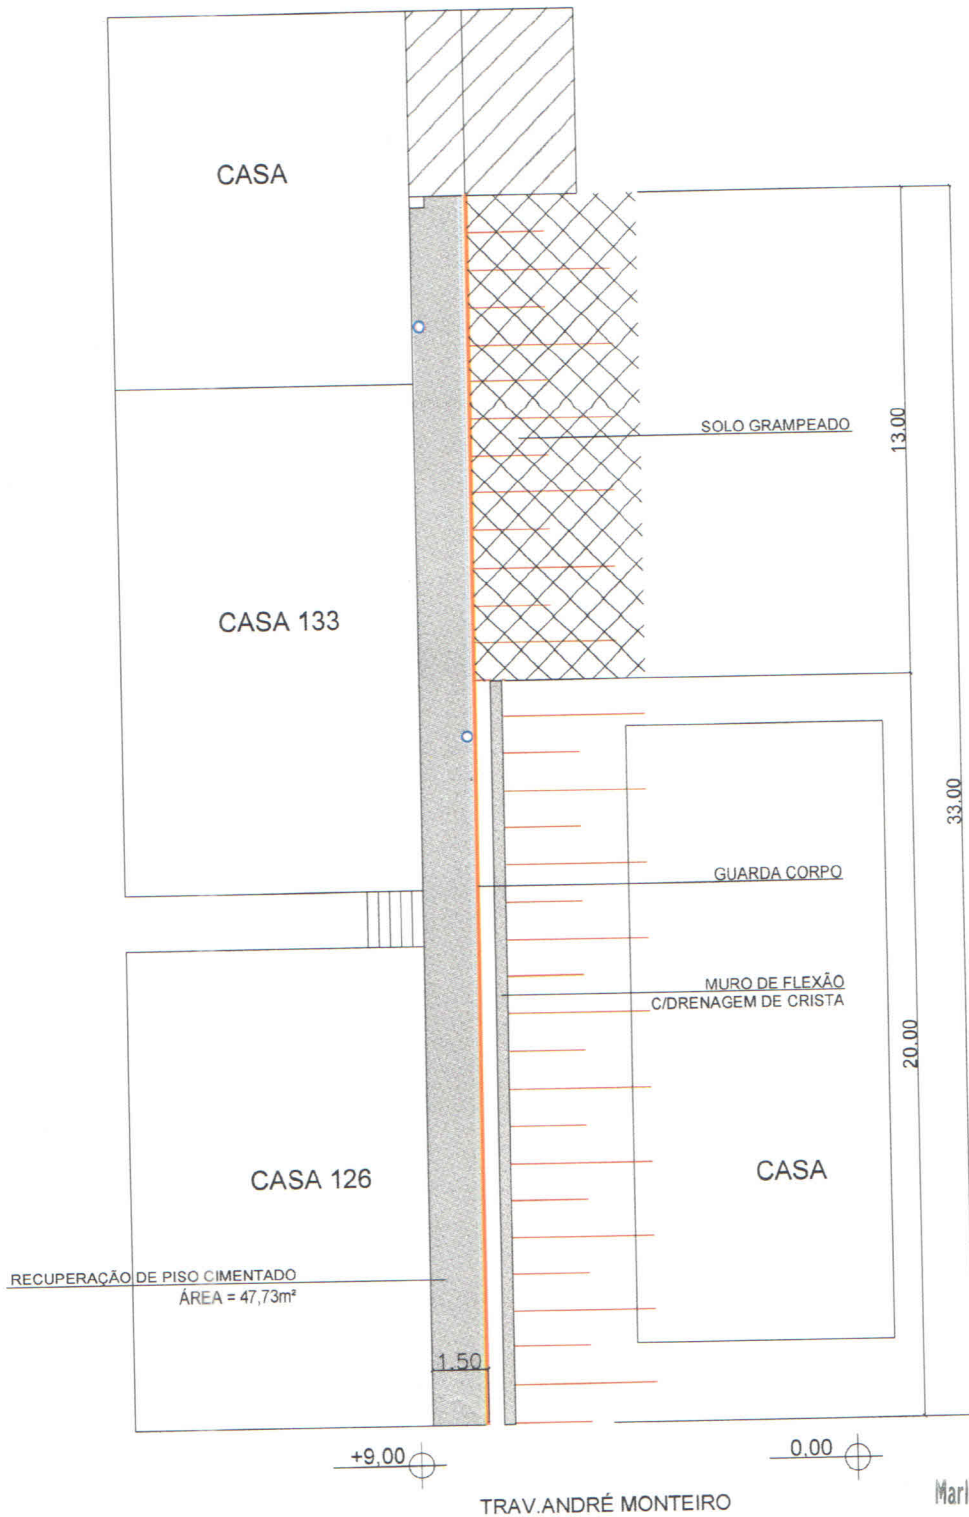 CASA
SOLO GRAMPEADO
13.00
CASA 133
33.00
GUARDA CORPO
MURO DE FLEXÃO
C/DRENAGEM DE CRISTA
20.00
CASA 126
CASA
RECUPERAÇÃO DE PISO CIMENTADO
ÁREA = 47,73m²
1.50
+9,00
0,00
TRAV.ANDRÉ MONTEIRO